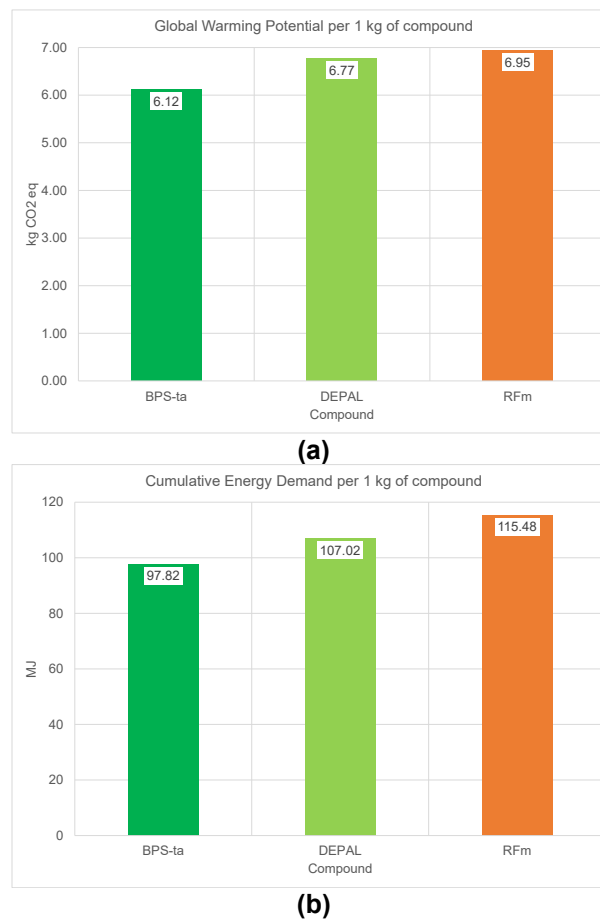 Global Warming Potential per 1 kg of compound
7.00
6.00
5.00
4.00
3.00
2.00
1.00
0.00
kg CO2 eq
6.12
6.77
6.95
BPS-ta
DEPAL
RFm
Compound
(a)
Cumulative Energy Demand per 1 kg of compound
120
100
80
60
40
20
0
MJ
97.82
107.02
115.48
BPS-ta
DEPAL
RFm
Compound
(b)